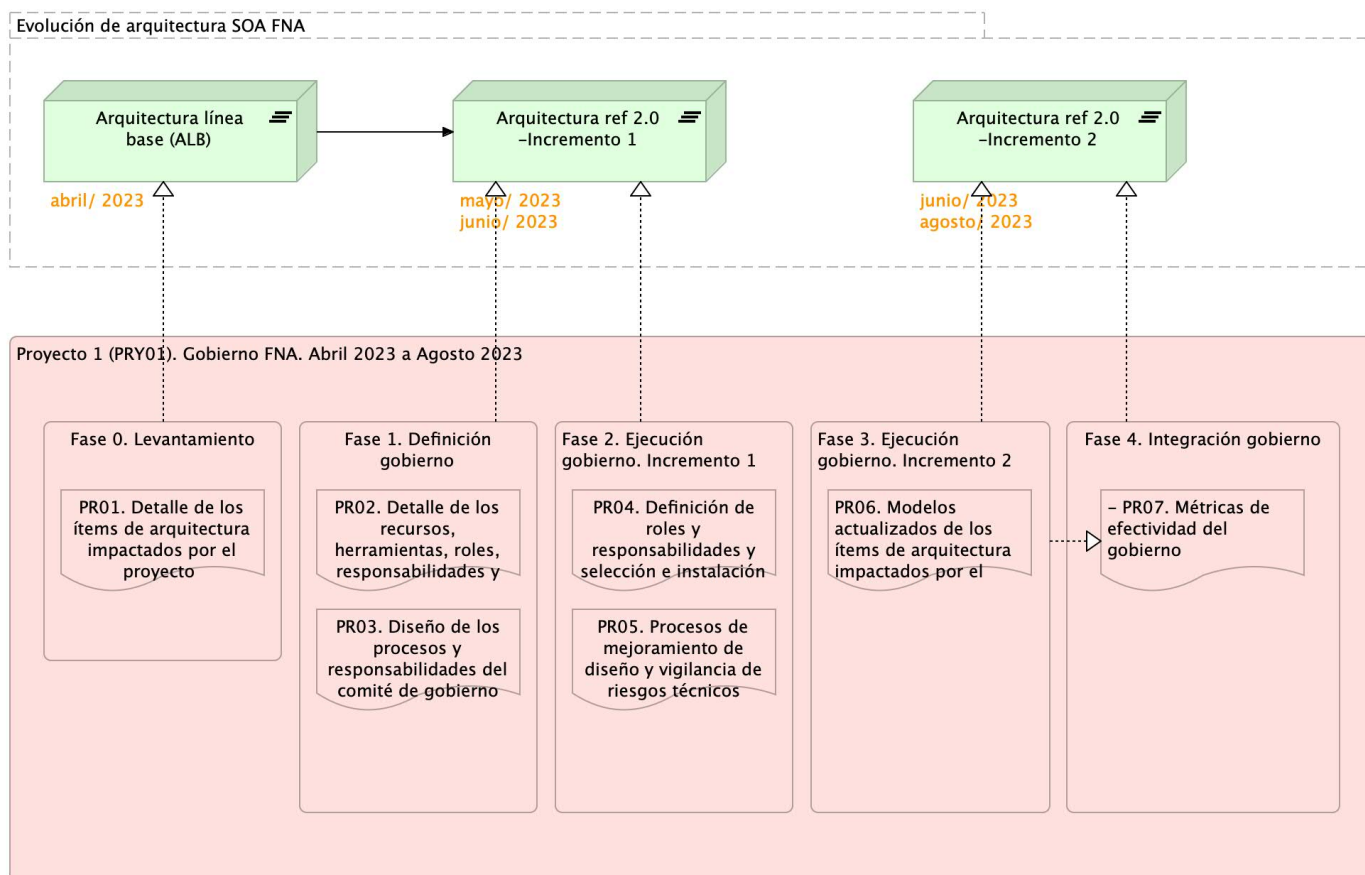 Evolución de arquitectura SOA FNA
Arquitectura línea
base (ALB)
Arquitectura ref 2.0
-Incremento 1
Arquitectura ref 2.0
-Incremento 2
abril/ 2023
mayo/ 2023
junio/ 2023
junio/ 2023
agosto/ 2023
Proyecto 1 (PRY01). Gobierno FNA. Abril 2023 a Agosto 2023
Fase 0. Levantamiento
PR01. Detalle de los
ítems de arquitectura
impactados por el
proyecto
Fase 1. Definición
gobierno
PR02. Detalle de los
recursos,
herramientas, roles,
responsabilidades y
PR03. Diseño de los
procesos y
responsabilidades del
comité de gobierno
Fase 2. Ejecución
gobierno. Incremento 1
PR04. Definición de
roles y
responsabilidades y
selección e instalación
PR05. Procesos de
mejoramiento de
diseño y vigilancia de
riesgos técnicos
Fase 3. Ejecución
gobierno. Incremento 2
PR06. Modelos
actualizados de los
ítems de arquitectura
impactados por el
Fase 4. Integración gobierno
- PR07. Métricas de
efectividad del
gobierno